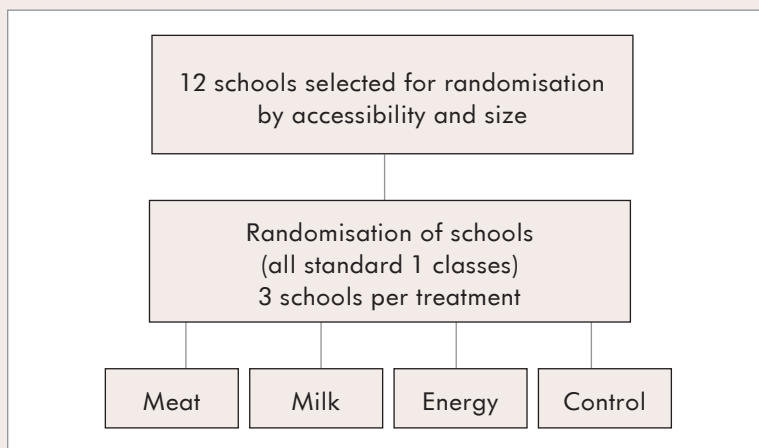 12 schools selected for randomisation
by accessibility and size
Randomisation of schools
(all standard 1 classes)
3 schools per treatment
Meat
Milk
Energy
Control